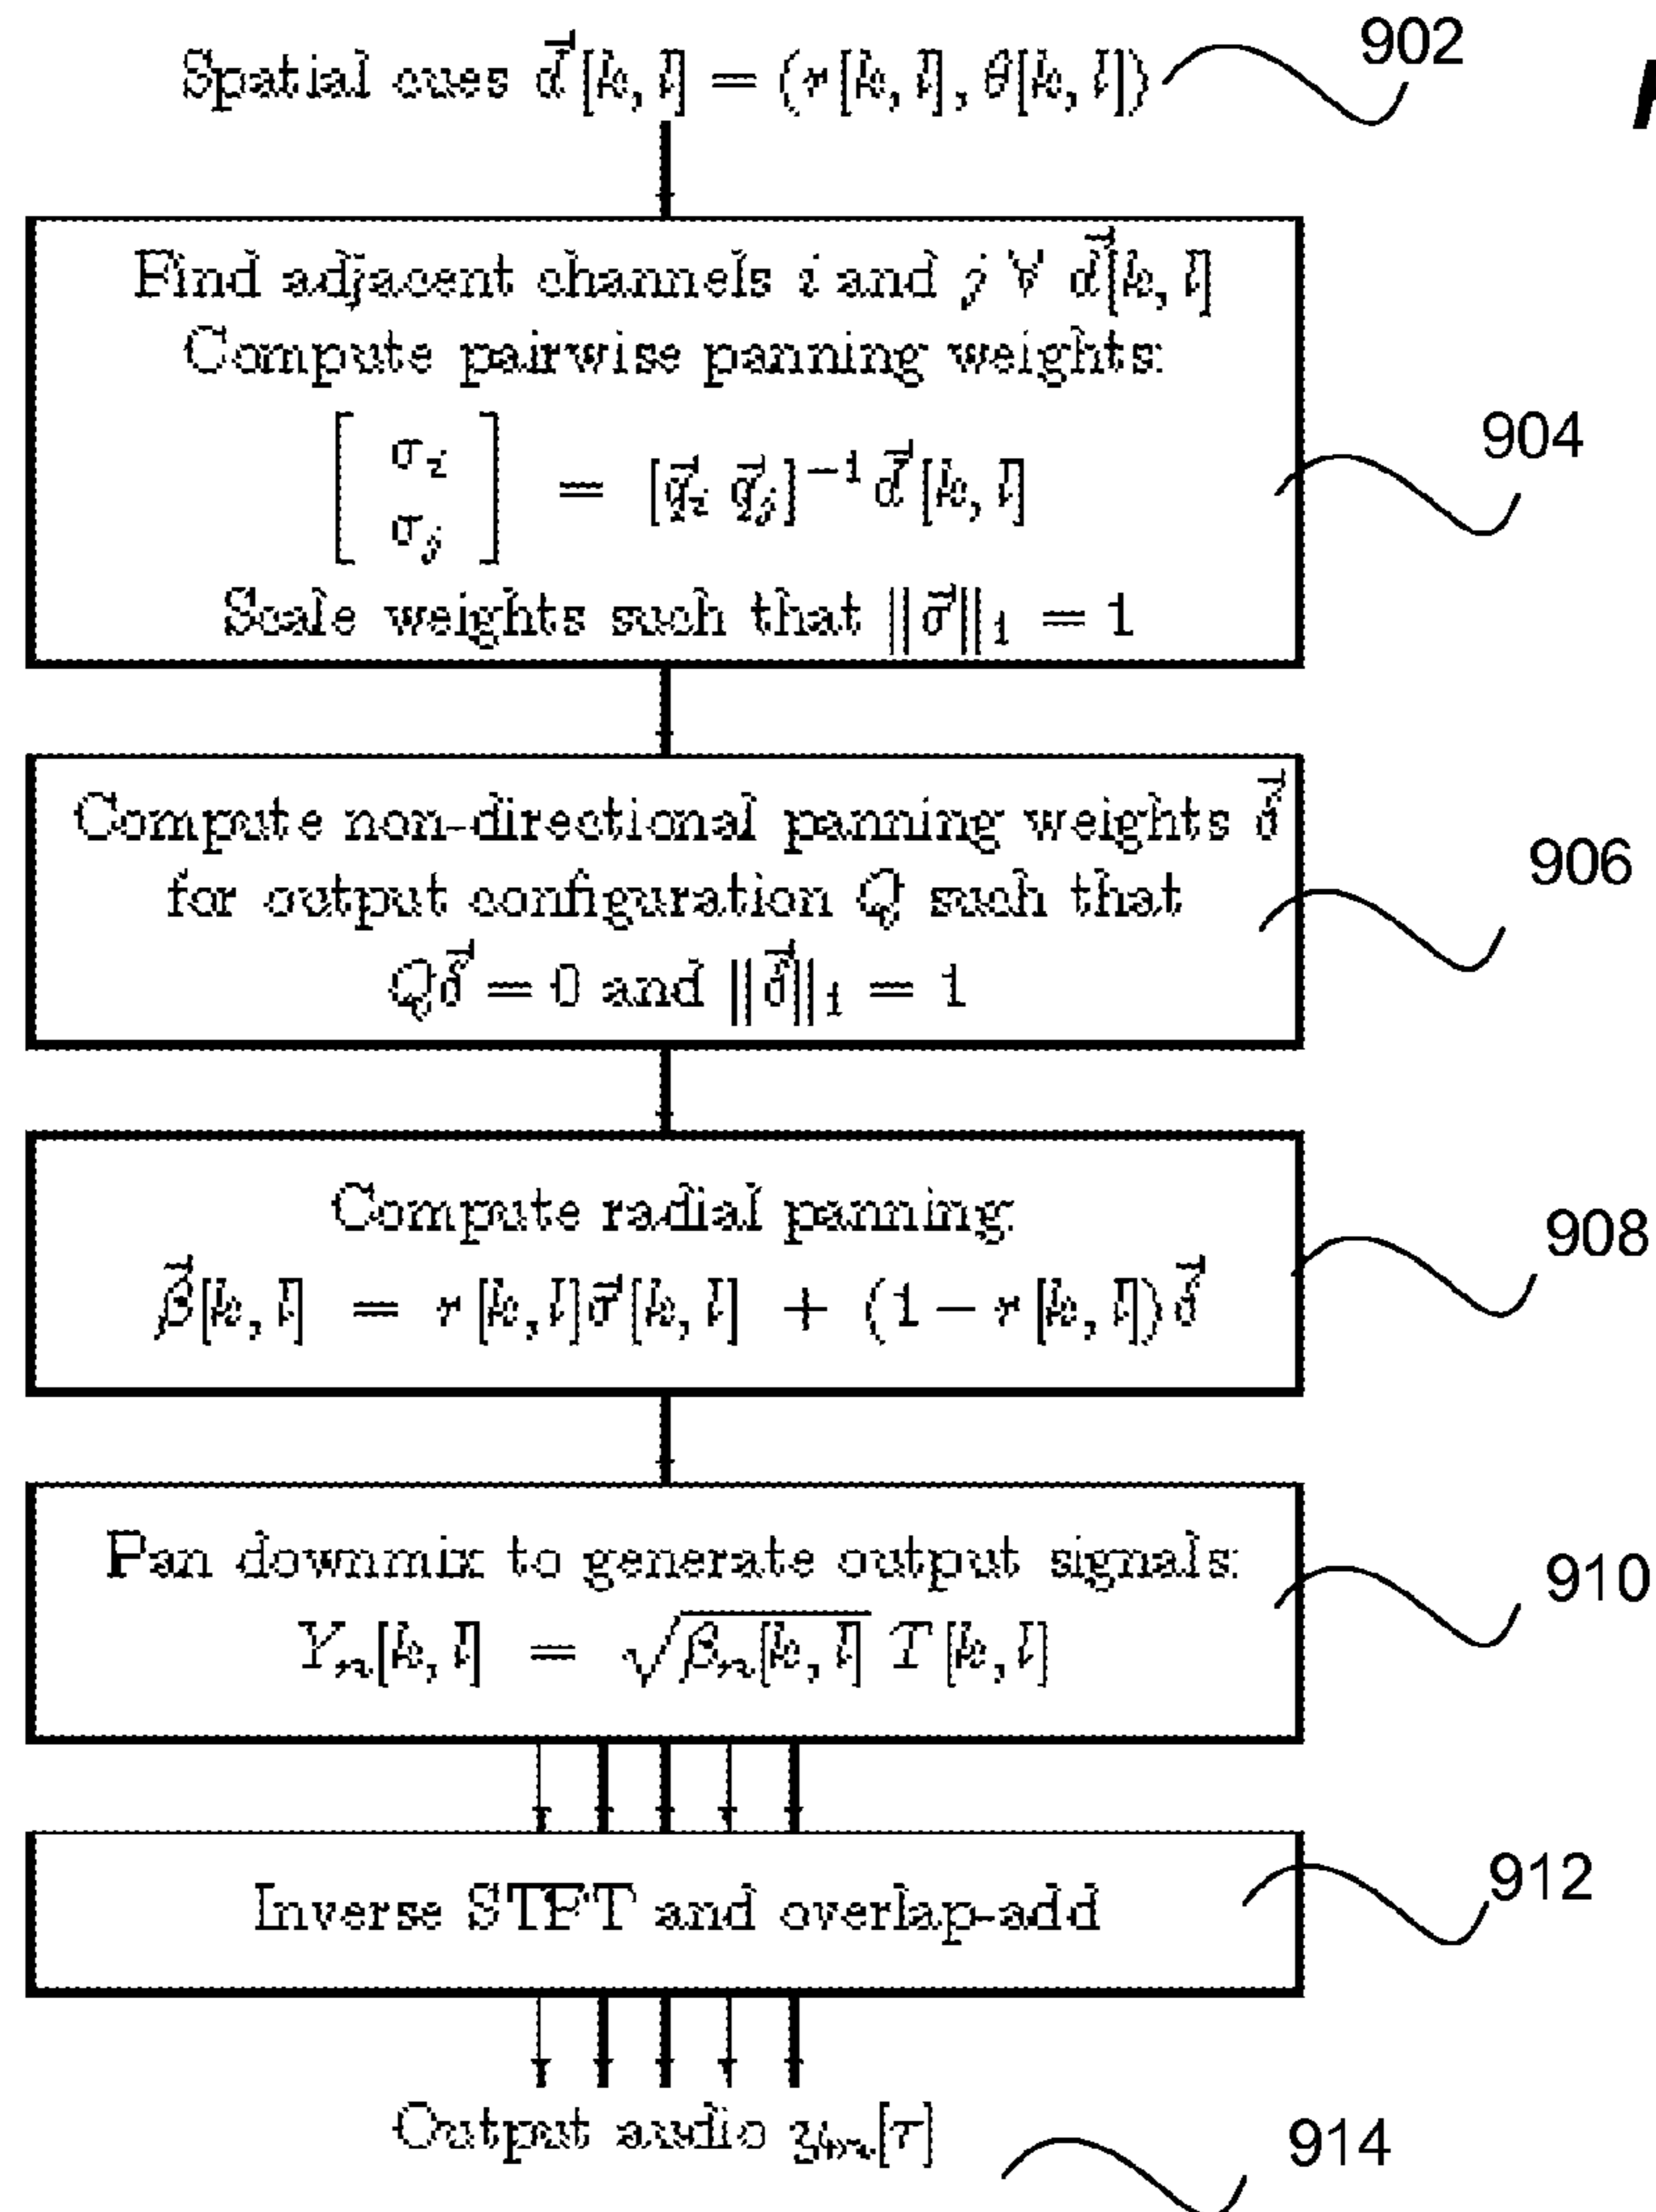 Spatial cues d⃗[k, l] = (r[k, l], θ[k, l])
902
Find adjacent channels i and j ∀ d⃗[k, l]
Compute pairwise panning weights:
[ σᵢ σⱼ ] = [q⃗ᵢ q⃗ⱼ]⁻¹ d⃗[k, l]
Scale weights such that ||σ⃗||₁ = 1
904
Compute non-directional panning weights δ⃗
for output configuration Q such that
Qδ⃗ = 0 and ||δ⃗||₁ = 1
906
Compute radial panning:
β⃗[k, l] = r[k, l]σ⃗[k, l] + (1 − r[k, l])δ⃗
908
Pan downmix to generate output signals:
Yₙ[k, l] = √βₙ[k, l] T[k, l]
910
Inverse STFT and overlap-add
912
Output audio yₙ[τ]
914